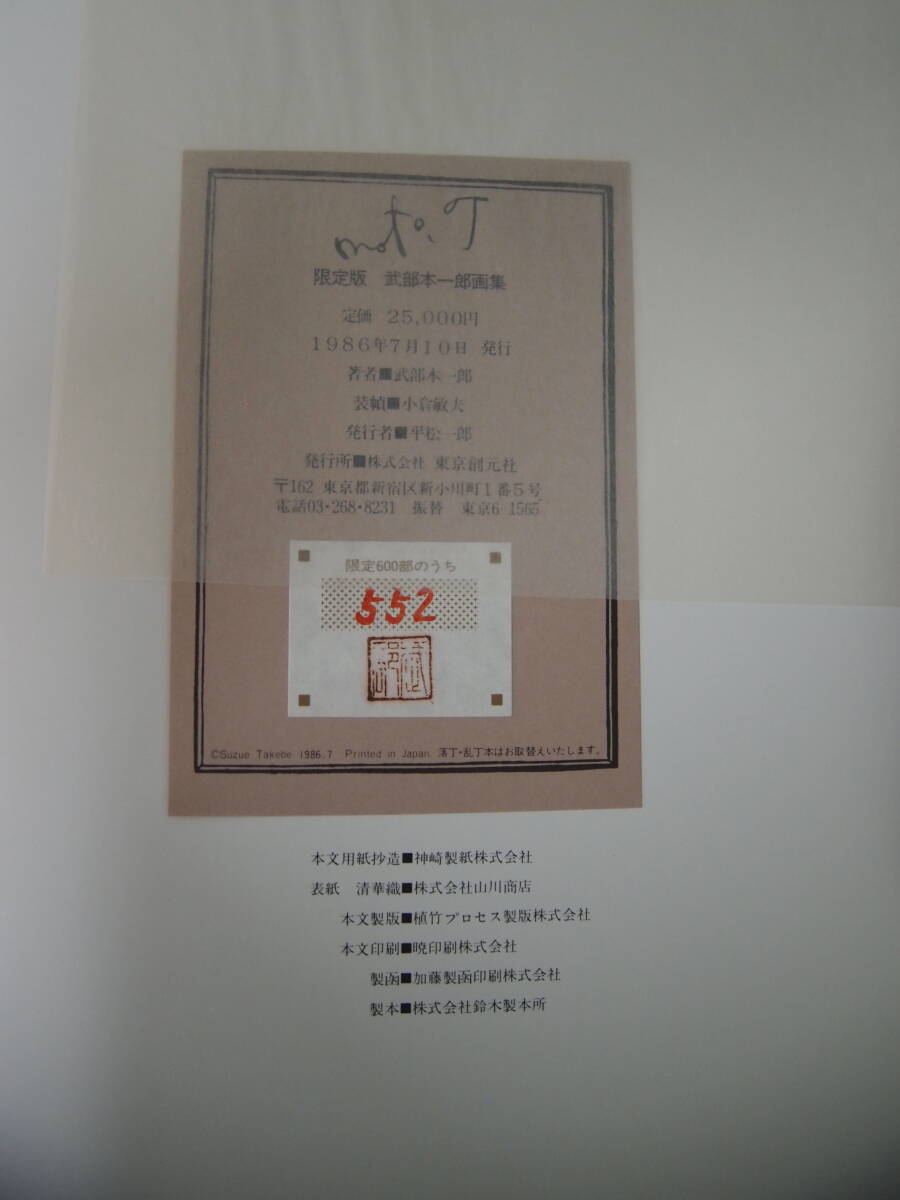 moto. T
限定版 武部本一郎画集
定価 25,000円
1986年7月10日 発行
著者■武部本一郎
装幀■小倉敏夫
発行者■平松一郎
発行所■株式会社 東京創元社
〒162 東京都新宿区新小川町1番5号
電話03・268・8231 振替 東京6-1565
限定600部のうち
552
武部
©Suzue Takebe 1986.7 Printed in Japan. 落丁・乱丁本はお取替えいたします。
本文用紙抄造■神崎製紙株式会社
表紙 清華織■株式会社山川商店
本文製版■植竹プロセス製版株式会社
本文印刷■暁印刷株式会社
製函■加藤製函印刷株式会社
製本■株式会社鈴木製本所